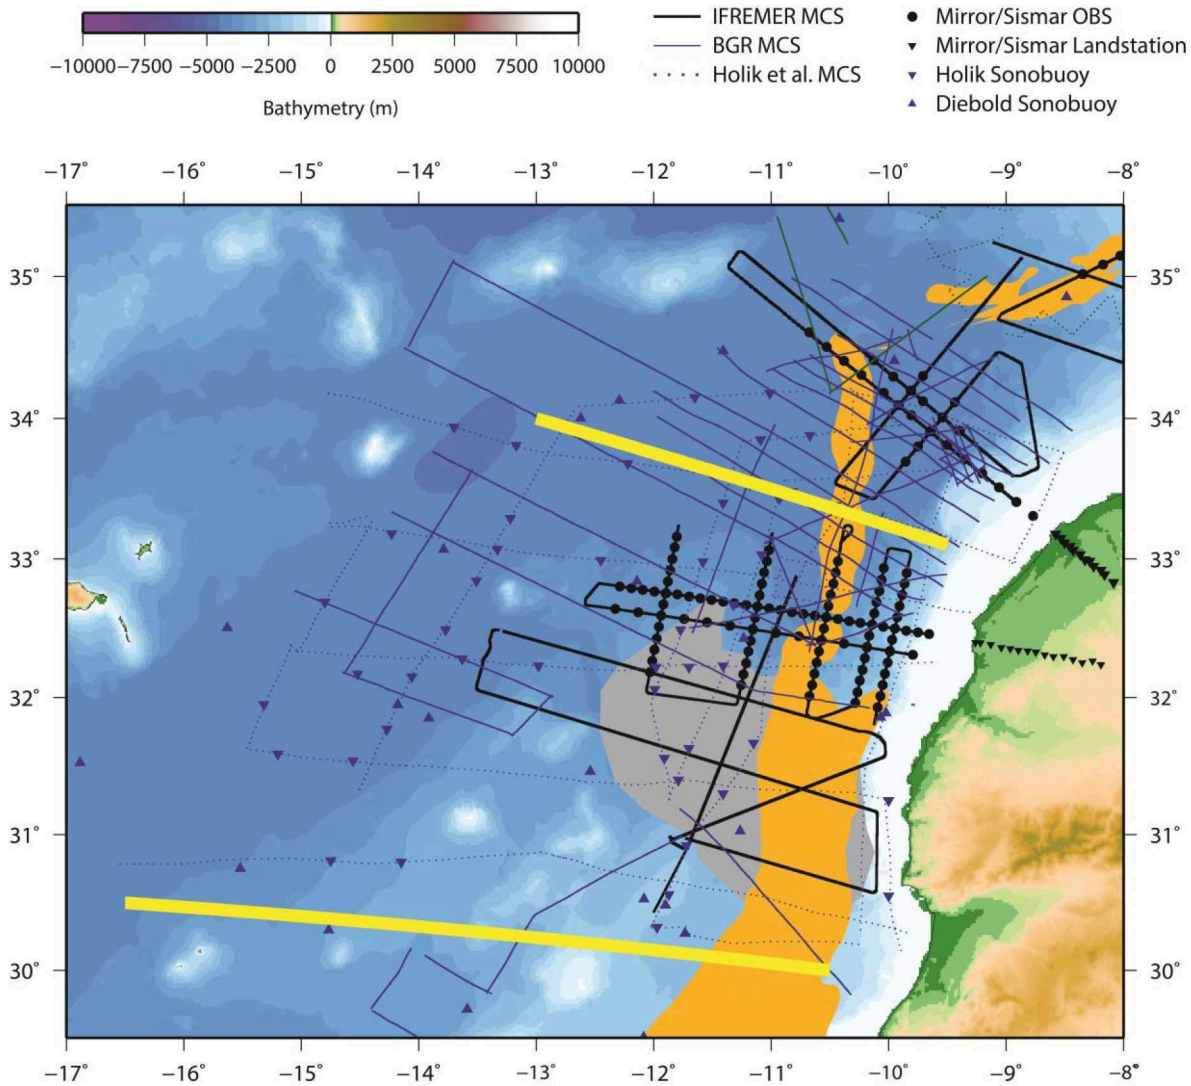 −10000 −7500 −5000 −2500 0 2500 5000 7500 10000
Bathymetry (m)
IFREMER MCS
BGR MCS
Holik et al. MCS
Mirror/Sismar OBS
Mirror/Sismar Landstation
Holik Sonobuoy
Diebold Sonobuoy
−17° −16° −15° −14° −13° −12° −11° −10° −9° −8°
35° 35°
34° 34°
33° 33°
32° 32°
31° 31°
30° 30°
−17° −16° −15° −14° −13° −12° −11° −10° −9° −8°